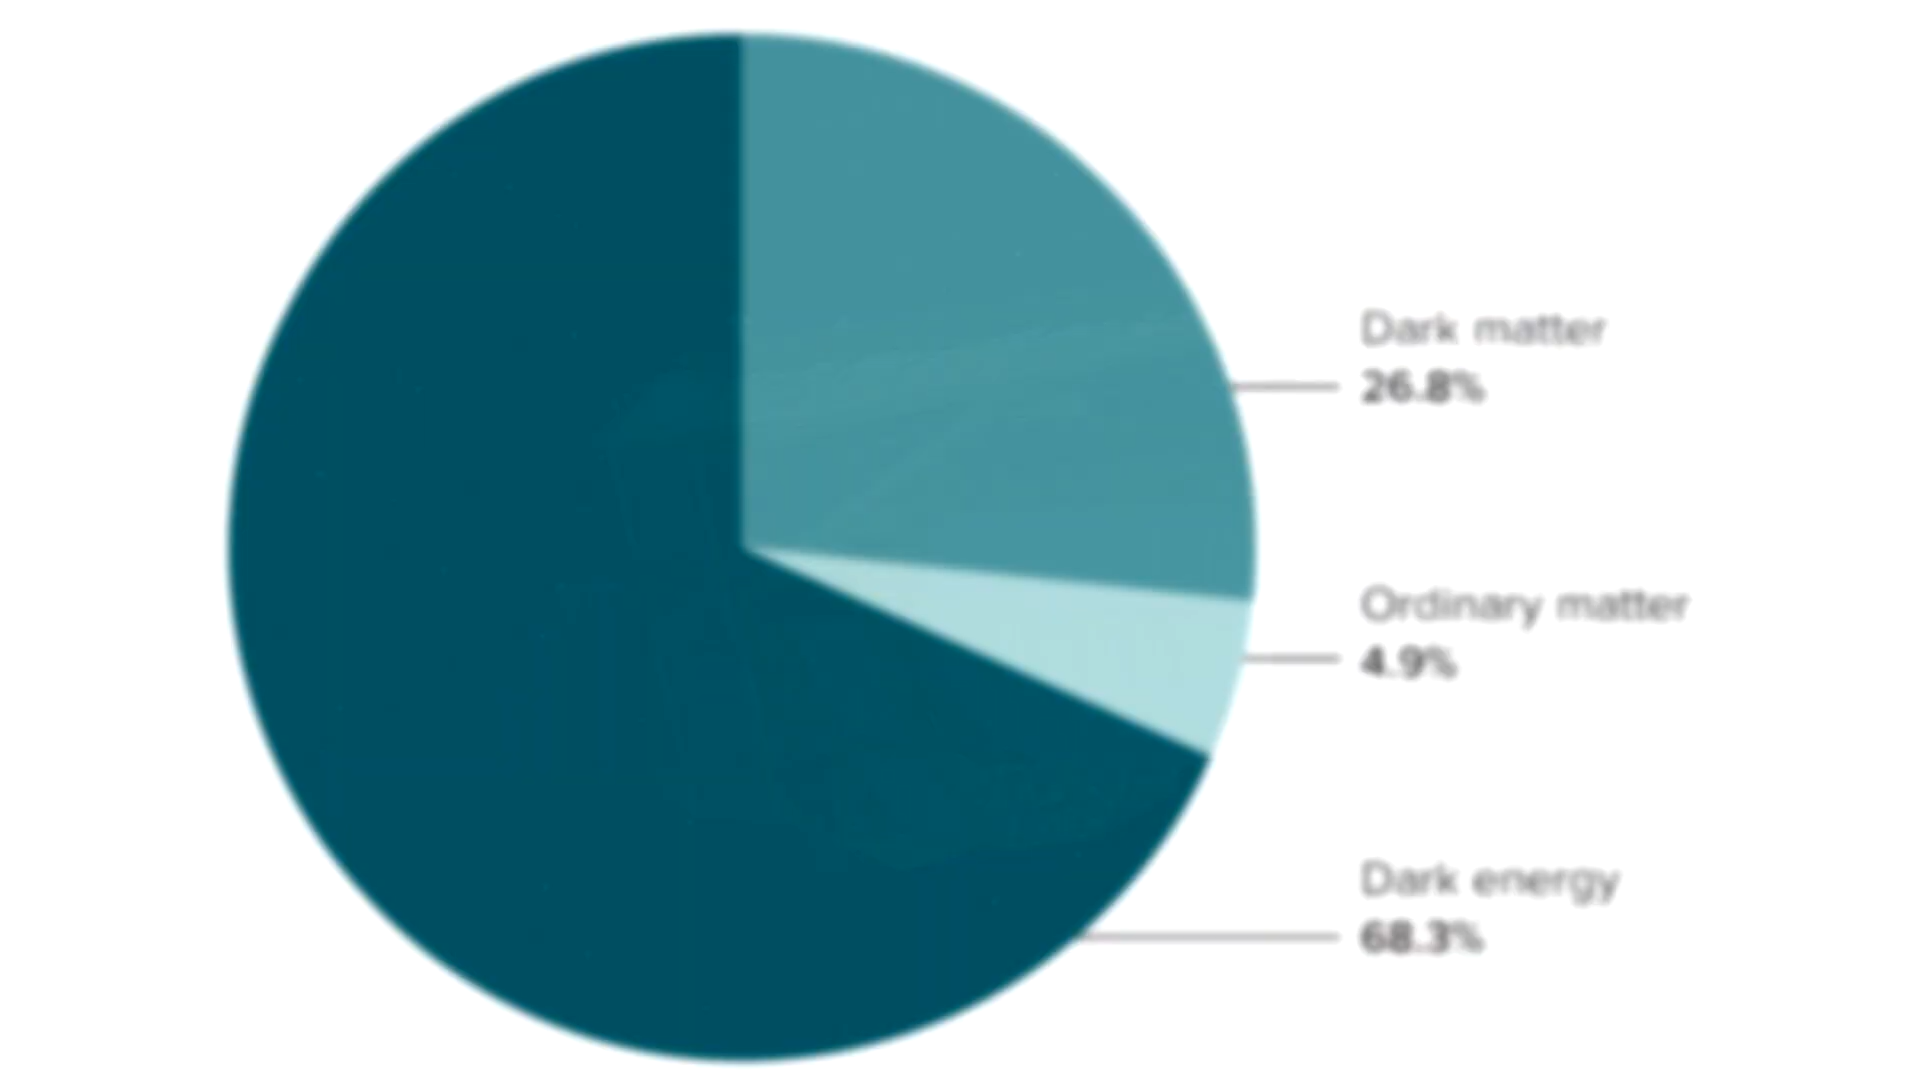 Dark matter
26.8%
Ordinary matter
4.9%
Dark energy
68.3%